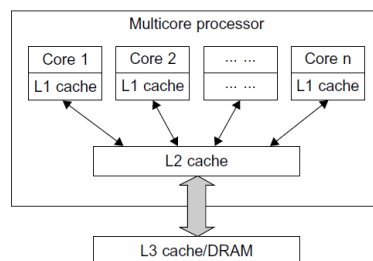 Multicore processor
Core 1
Core 2
... ...
Core n
L1 cache
L1 cache
... ...
L1 cache
L2 cache
L3 cache/DRAM